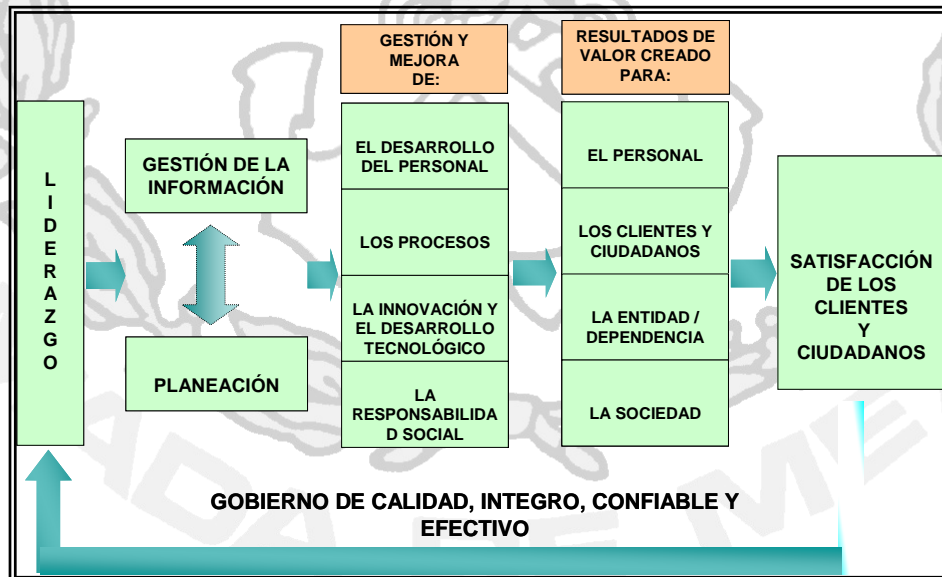 GESTIÓN Y
MEJORA
DE:
RESULTADOS DE
VALOR CREADO
PARA:
L
I
D
E
R
A
Z
G
O
GESTIÓN DE LA
INFORMACIÓN
PLANEACIÓN
EL DESARROLLO
DEL PERSONAL
LOS PROCESOS
LA INNOVACIÓN Y
EL DESARROLLO
TECNOLÓGICO
LA
RESPONSABILIDA
D SOCIAL
EL PERSONAL
LOS CLIENTES Y
CIUDADANOS
LA ENTIDAD /
DEPENDENCIA
LA SOCIEDAD
SATISFACCIÓN
DE LOS
CLIENTES
Y
CIUDADANOS
GOBIERNO DE CALIDAD, INTEGRO, CONFIABLE Y
EFECTIVO